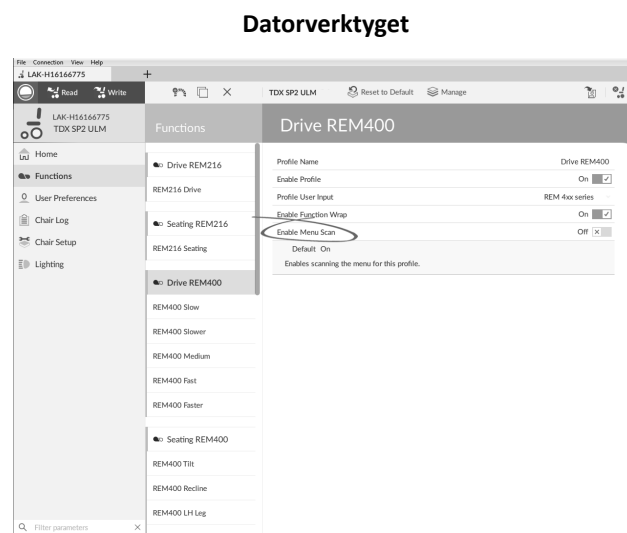 Datorverktyget
File Connection View Help
LAK-H16166775 +
Read Write
TDX SP2 ULM Reset to Default Manage
LAK-H16166775
TDX SP2 ULM
Home
Functions
User Preferences
Chair Log
Chair Setup
Lighting
Filter parameters
Functions
Drive REM216
REM216 Drive
Seating REM216
REM216 Seating
Drive REM400
REM400 Slow
REM400 Slower
REM400 Medium
REM400 Fast
REM400 Faster
Seating REM400
REM400 Tilt
REM400 Recline
REM400 LH Leg
Drive REM400
Profile Name Drive REM400
Enable Profile On
Profile User Input REM 4xx series
Enable Function Wrap On
Enable Menu Scan Off
Default On
Enables scanning the menu for this profile.